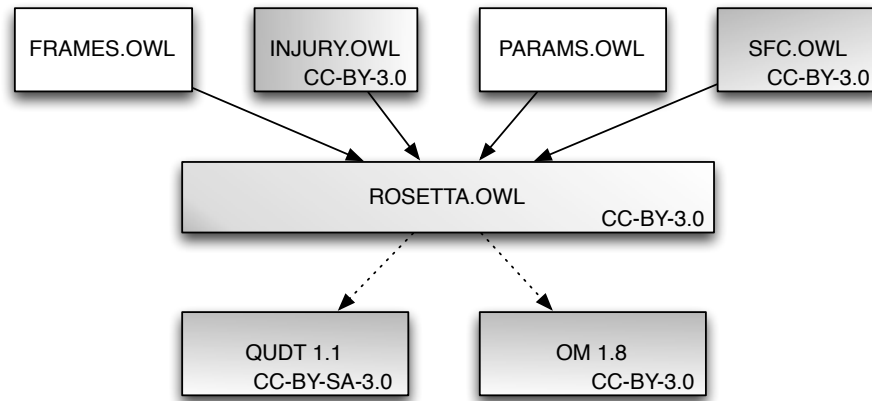 FRAMES.OWL
INJURY.OWL
CC-BY-3.0
PARAMS.OWL
SFC.OWL
CC-BY-3.0
ROSETTA.OWL
CC-BY-3.0
QUDT 1.1
CC-BY-SA-3.0
OM 1.8
CC-BY-3.0